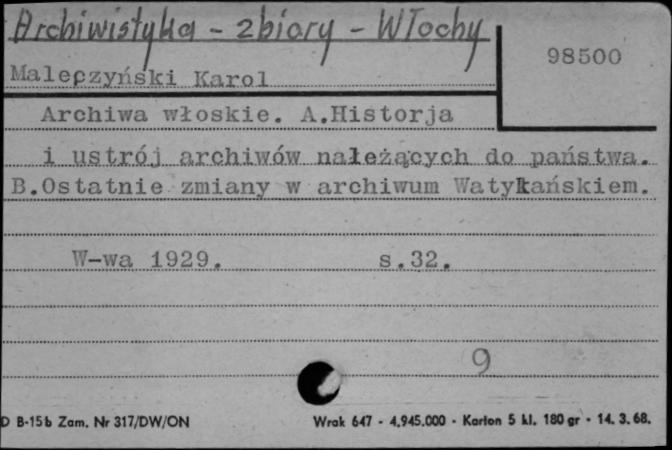 Archiwistyka - zbiory - Włochy
98500
Maleczyński Karol
Archiwa włoskie. A.Historja
i ustrój archiwów należących do państwa.
B.Ostatnie zmiany w archiwum Watykańskiem.
W-wa 1929. s.32.
9
D B-15b Zam. Nr 317/DW/ON Wrak 647 - 4.945.000 - Karton 5 kl. 180 gr - 14. 3. 68.